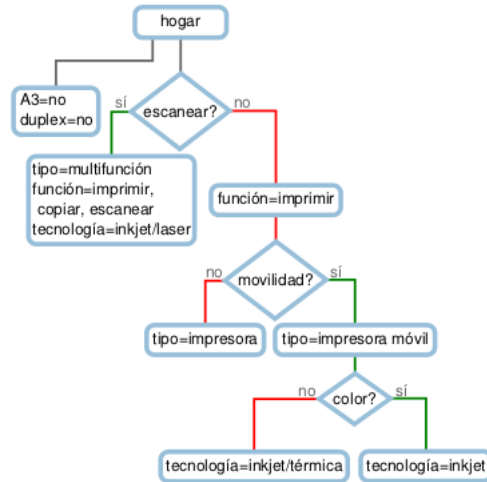 hogar
A3=no
duplex=no
sí
escanear?
no
tipo=multifunción
función=imprimir,
copiar, escanear
tecnología=inkjet/laser
función=imprimir
no
movilidad?
sí
tipo=impresora
tipo=impresora móvil
no
color?
sí
tecnología=inkjet/térmica
tecnología=inkjet